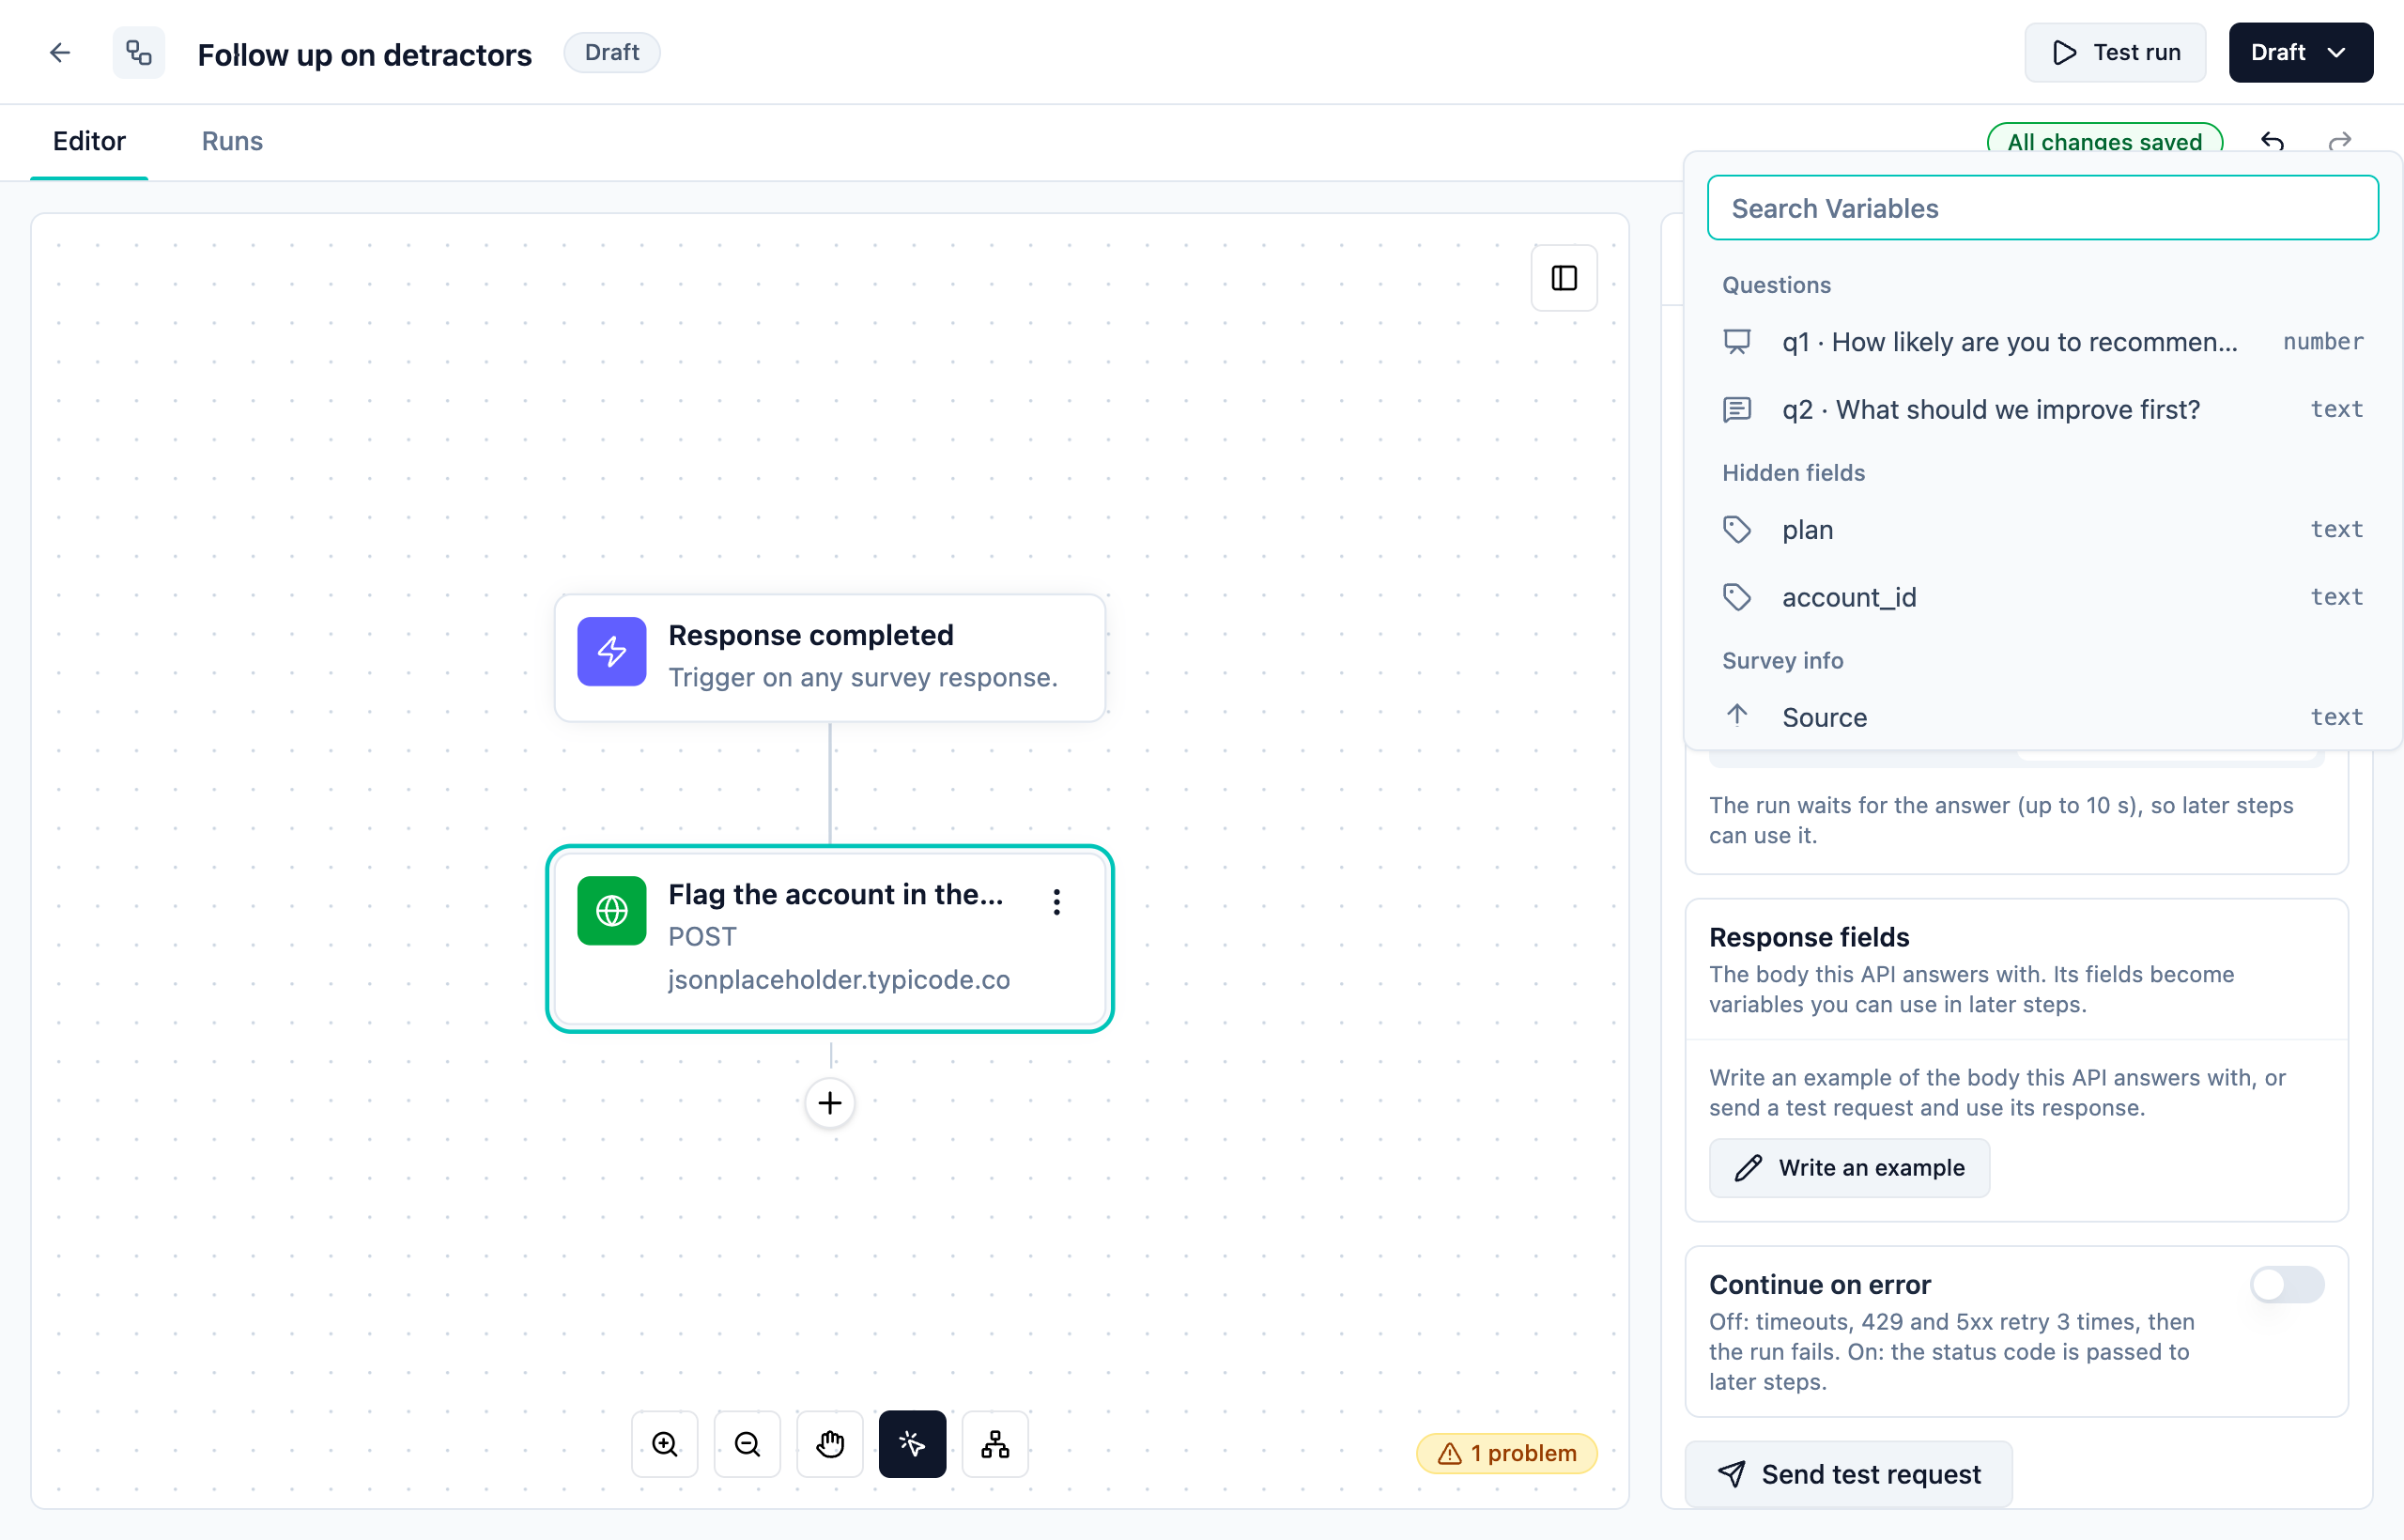 Follow up on detractors
Draft
Test run
Draft
Editor
Runs
All changes saved
Search Variables
Questions
q1 · How likely are you to recommen...
number
q2 · What should we improve first?
text
Hidden fields
plan
text
account_id
text
Survey info
Source
text
Response completed
Trigger on any survey response.
Flag the account in the...
POST
jsonplaceholder.typicode.co
1 problem
The run waits for the answer (up to 10 s), so later steps
can use it.
Response fields
The body this API answers with. Its fields become
variables you can use in later steps.
Write an example of the body this API answers with, or
send a test request and use its response.
Write an example
Continue on error
Off: timeouts, 429 and 5xx retry 3 times, then
the run fails. On: the status code is passed to
later steps.
Send test request